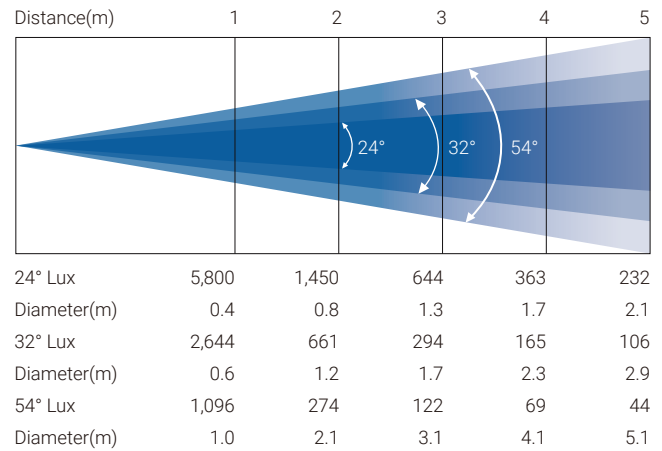 Distance(m) 1 2 3 4 5
24° 32° 54°
24° Lux 5,800 1,450 644 363 232
Diameter(m) 0.4 0.8 1.3 1.7 2.1
32° Lux 2,644 661 294 165 106
Diameter(m) 0.6 1.2 1.7 2.3 2.9
54° Lux 1,096 274 122 69 44
Diameter(m) 1.0 2.1 3.1 4.1 5.1